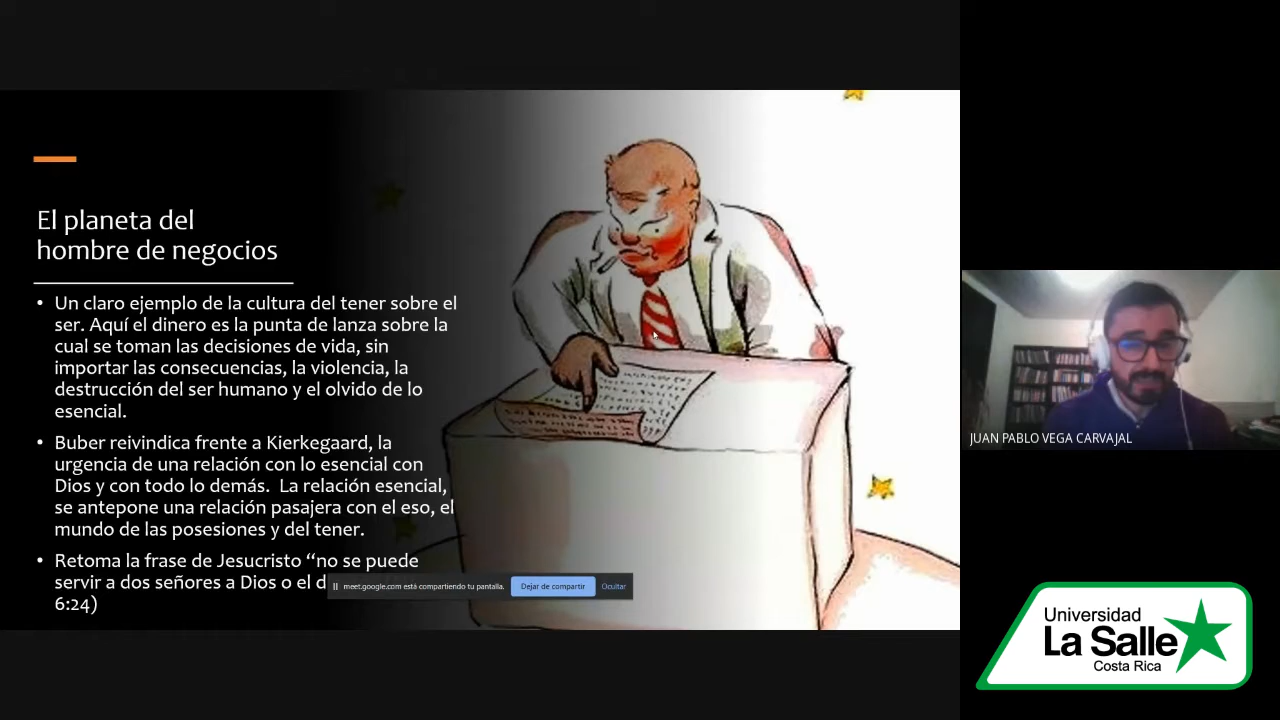 El planeta del
hombre de negocios
• Un claro ejemplo de la cultura del tener sobre el
ser. Aquí el dinero es la punta de lanza sobre la
cual se toman las decisiones de vida, sin
importar las consecuencias, la violencia, la
destrucción del ser humano y el olvido de lo
esencial.
• Buber reivindica frente a Kierkegaard, la
urgencia de una relación con lo esencial con
Dios y con todo lo demás. La relación esencial,
se antepone una relación pasajera con el eso, el
mundo de las posesiones y del tener.
• Retoma la frase de Jesucristo “no se puede
servir a dos señores a Dios o el
6:24)
meet.google.com está compartiendo tu pantalla.
Dejar de compartir
Ocultar
JUAN PABLO VEGA CARVAJAL
Universidad
La Salle
Costa Rica